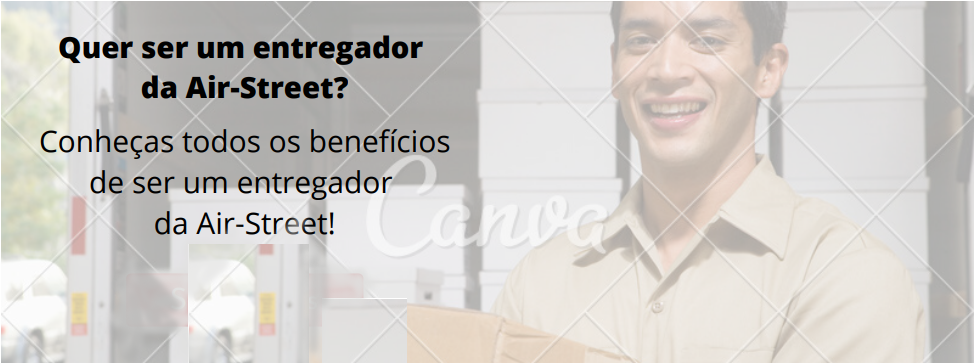 Quer ser um entregador
da Air-Street?
Conheças todos os benefícios
de ser um entregador
da Air-Street!
Canva